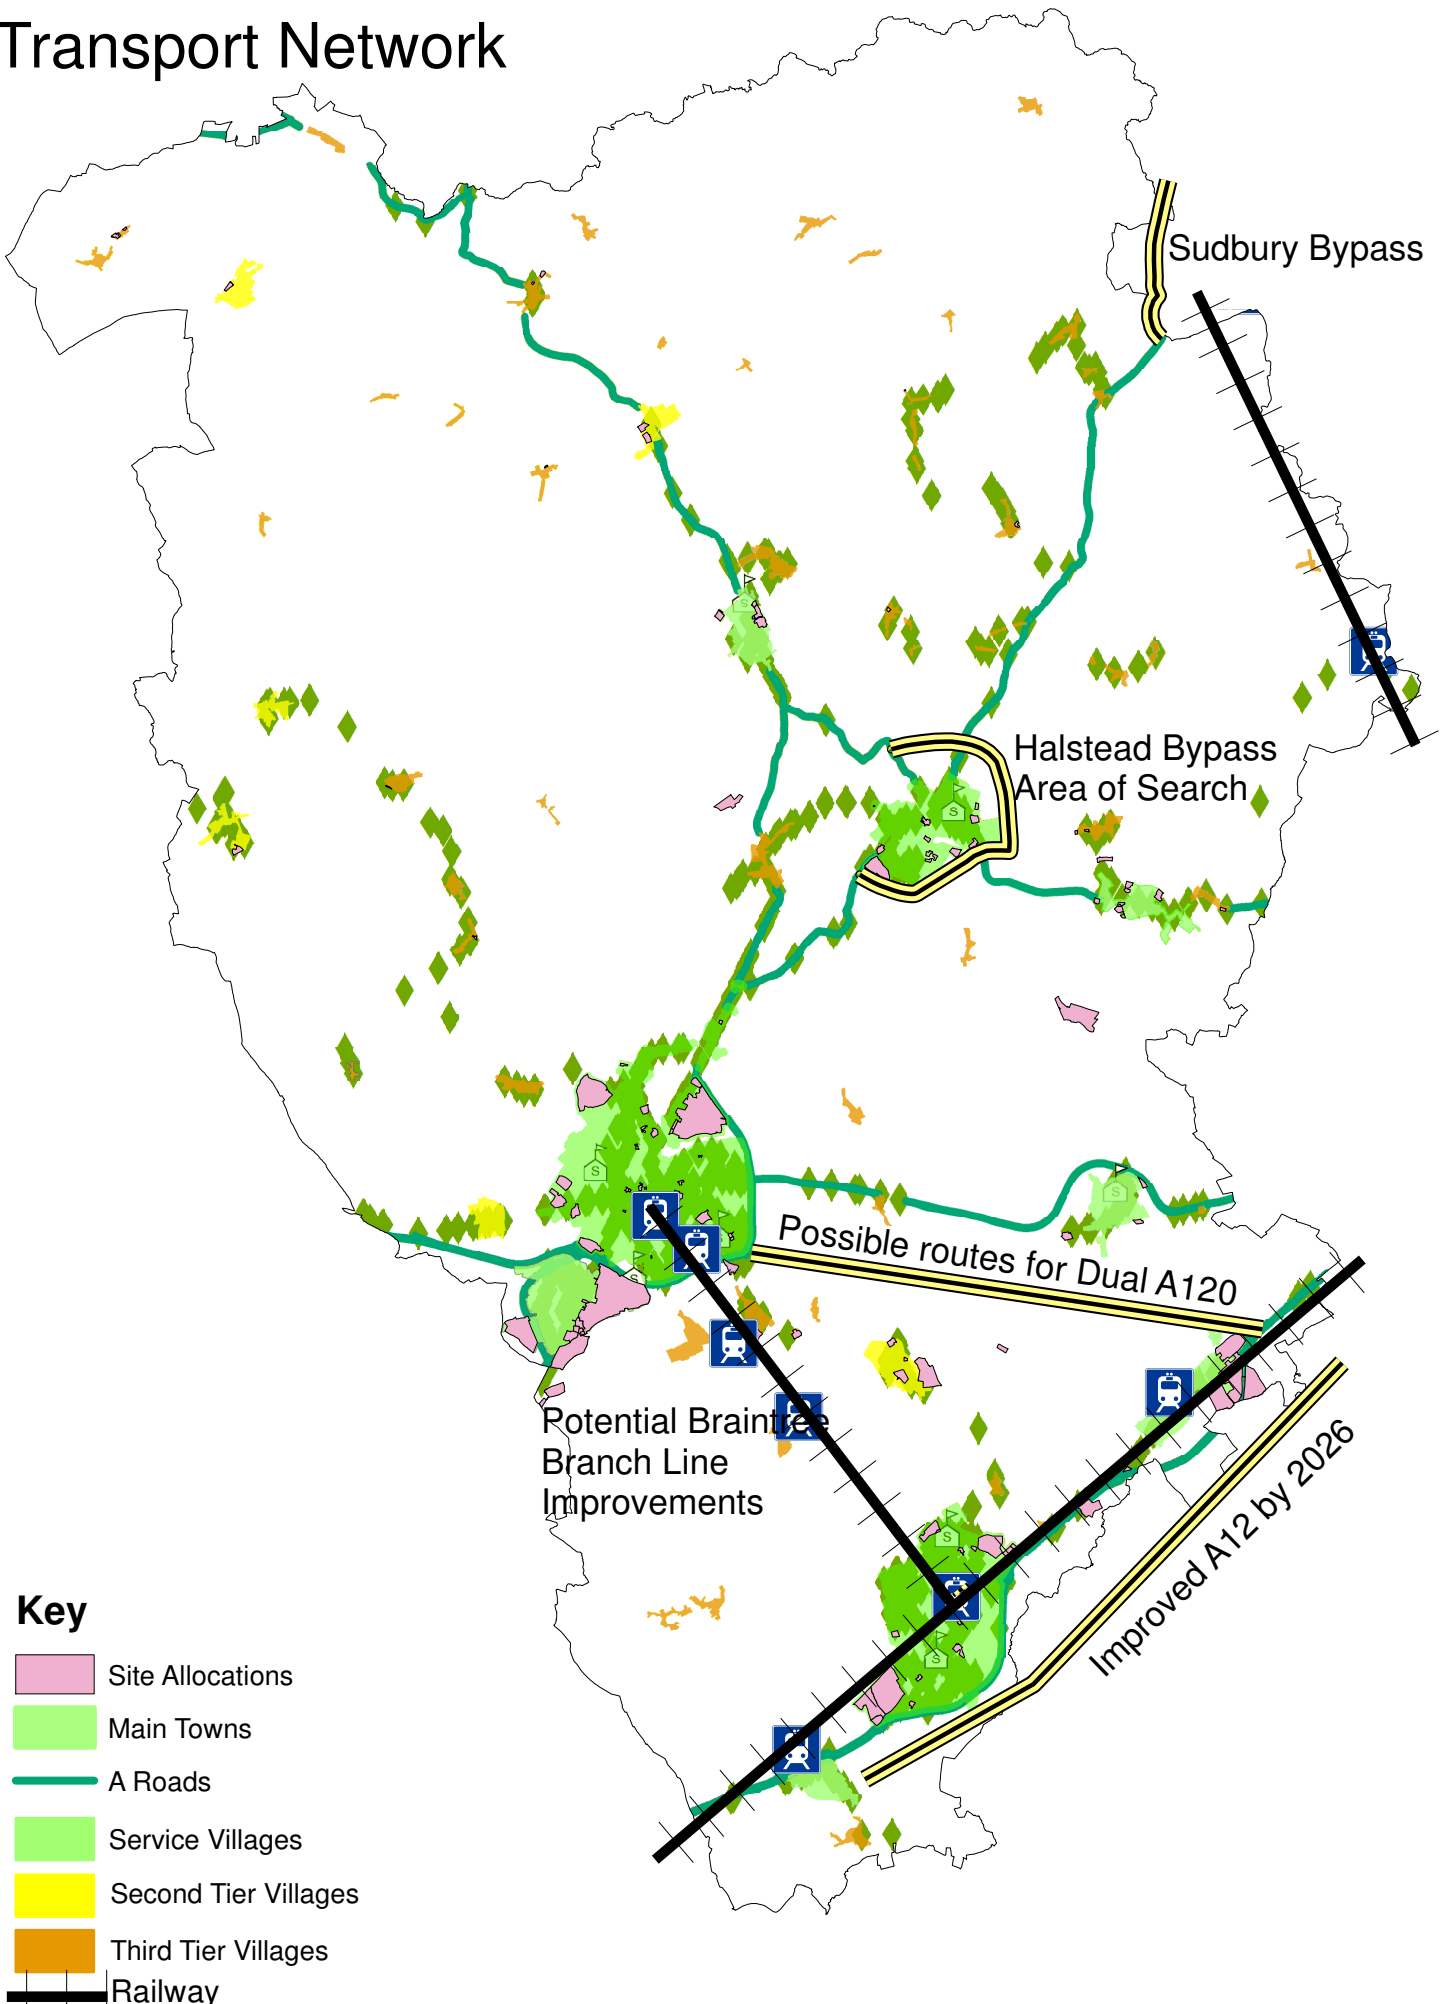 Transport Network
Sudbury Bypass
Halstead Bypass
Area of Search
Possible routes for Dual A120
Potential Braintree
Branch Line
Improvements
Improved A12 by 2026
Key
Site Allocations
Main Towns
A Roads
Service Villages
Second Tier Villages
Third Tier Villages
Railway
S
S
S
S
S
S
S